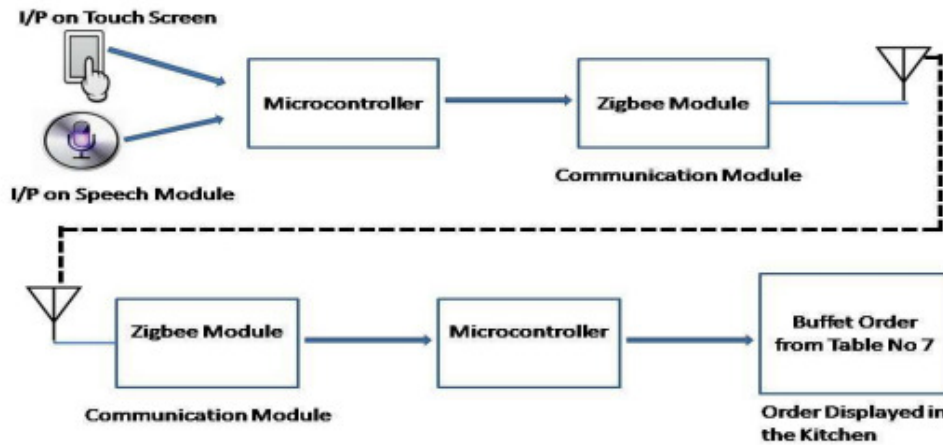 I/P on Touch Screen
Microcontroller
Zigbee Module
Communication Module
I/P on Speech Module
Zigbee Module
Microcontroller
Buffet Order
from Table No 7
Communication Module
Order Displayed in
the Kitchen